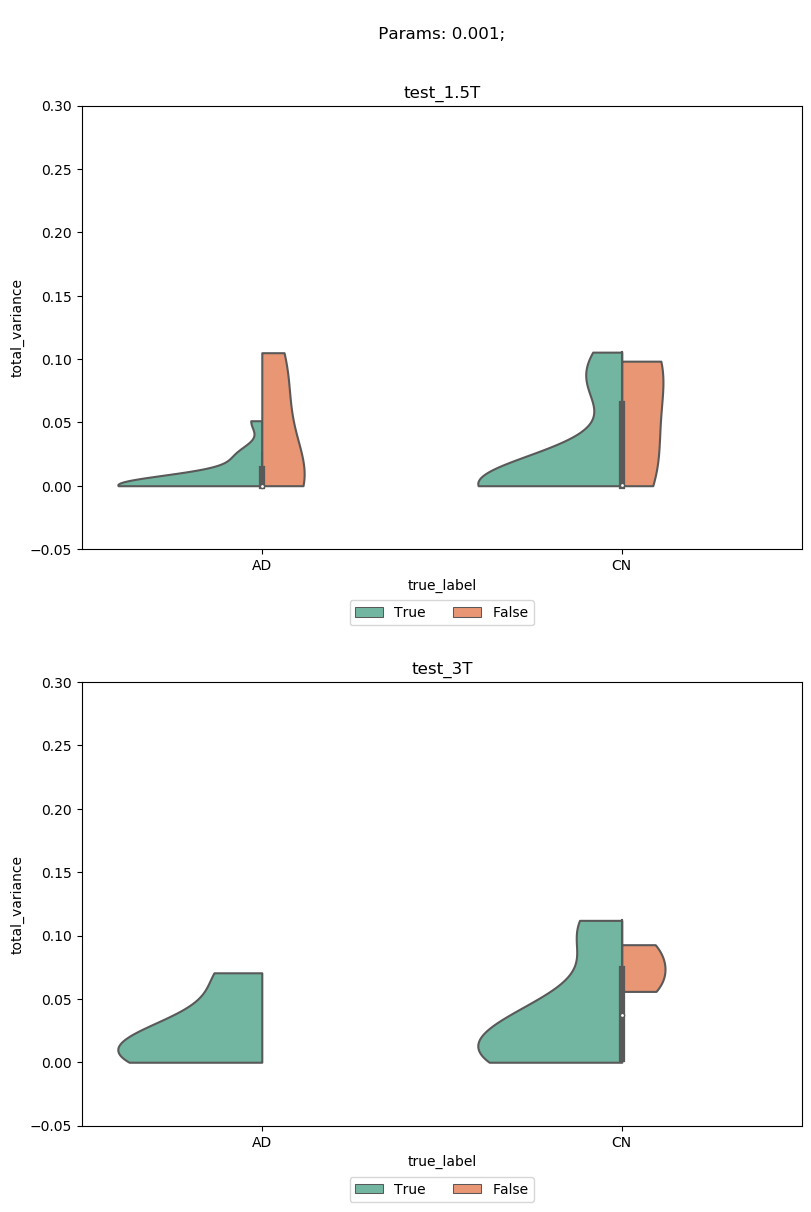 Params: 0.001;
test_1.5T
0.30
0.25
0.20
0.15
0.10
0.05
0.00
−0.05
total_variance
AD CN
true_label
True False
test_3T
0.30
0.25
0.20
0.15
0.10
0.05
0.00
−0.05
total_variance
AD CN
true_label
True False